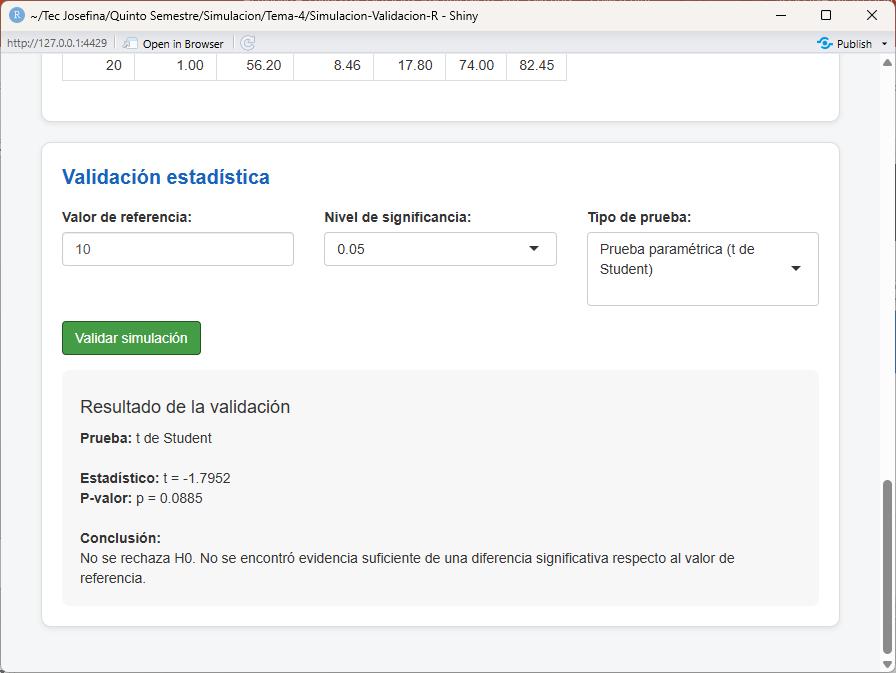 ~/Tec Josefina/Quinto Semestre/Simulacion/Tema-4/Simulacion-Validacion-R - Shiny
http://127.0.0.1:4429 Open in Browser Publish
20 1.00 56.20 8.46 17.80 74.00 82.45
Validación estadística
Valor de referencia: Nivel de significancia: Tipo de prueba:
10 0.05 Prueba paramétrica (t de
Student)
Validar simulación
Resultado de la validación
Prueba: t de Student
Estadístico: t = -1.7952
P-valor: p = 0.0885
Conclusión:
No se rechaza H0. No se encontró evidencia suficiente de una diferencia significativa respecto al valor de
referencia.